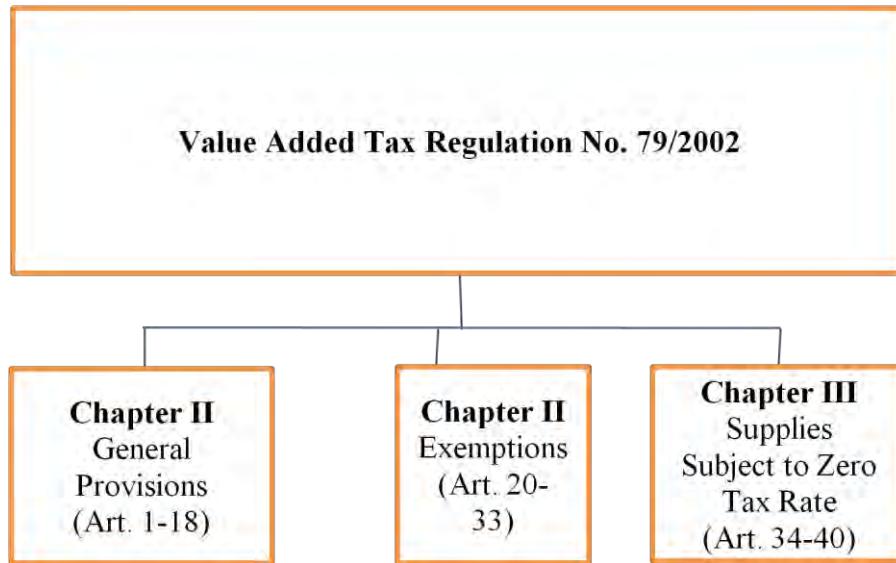 Value Added Tax Regulation No. 79/2002
Chapter II
General
Provisions
(Art. 1-18)
Chapter II
Exemptions
(Art. 20-
33)
Chapter III
Supplies
Subject to Zero
Tax Rate
(Art. 34-40)